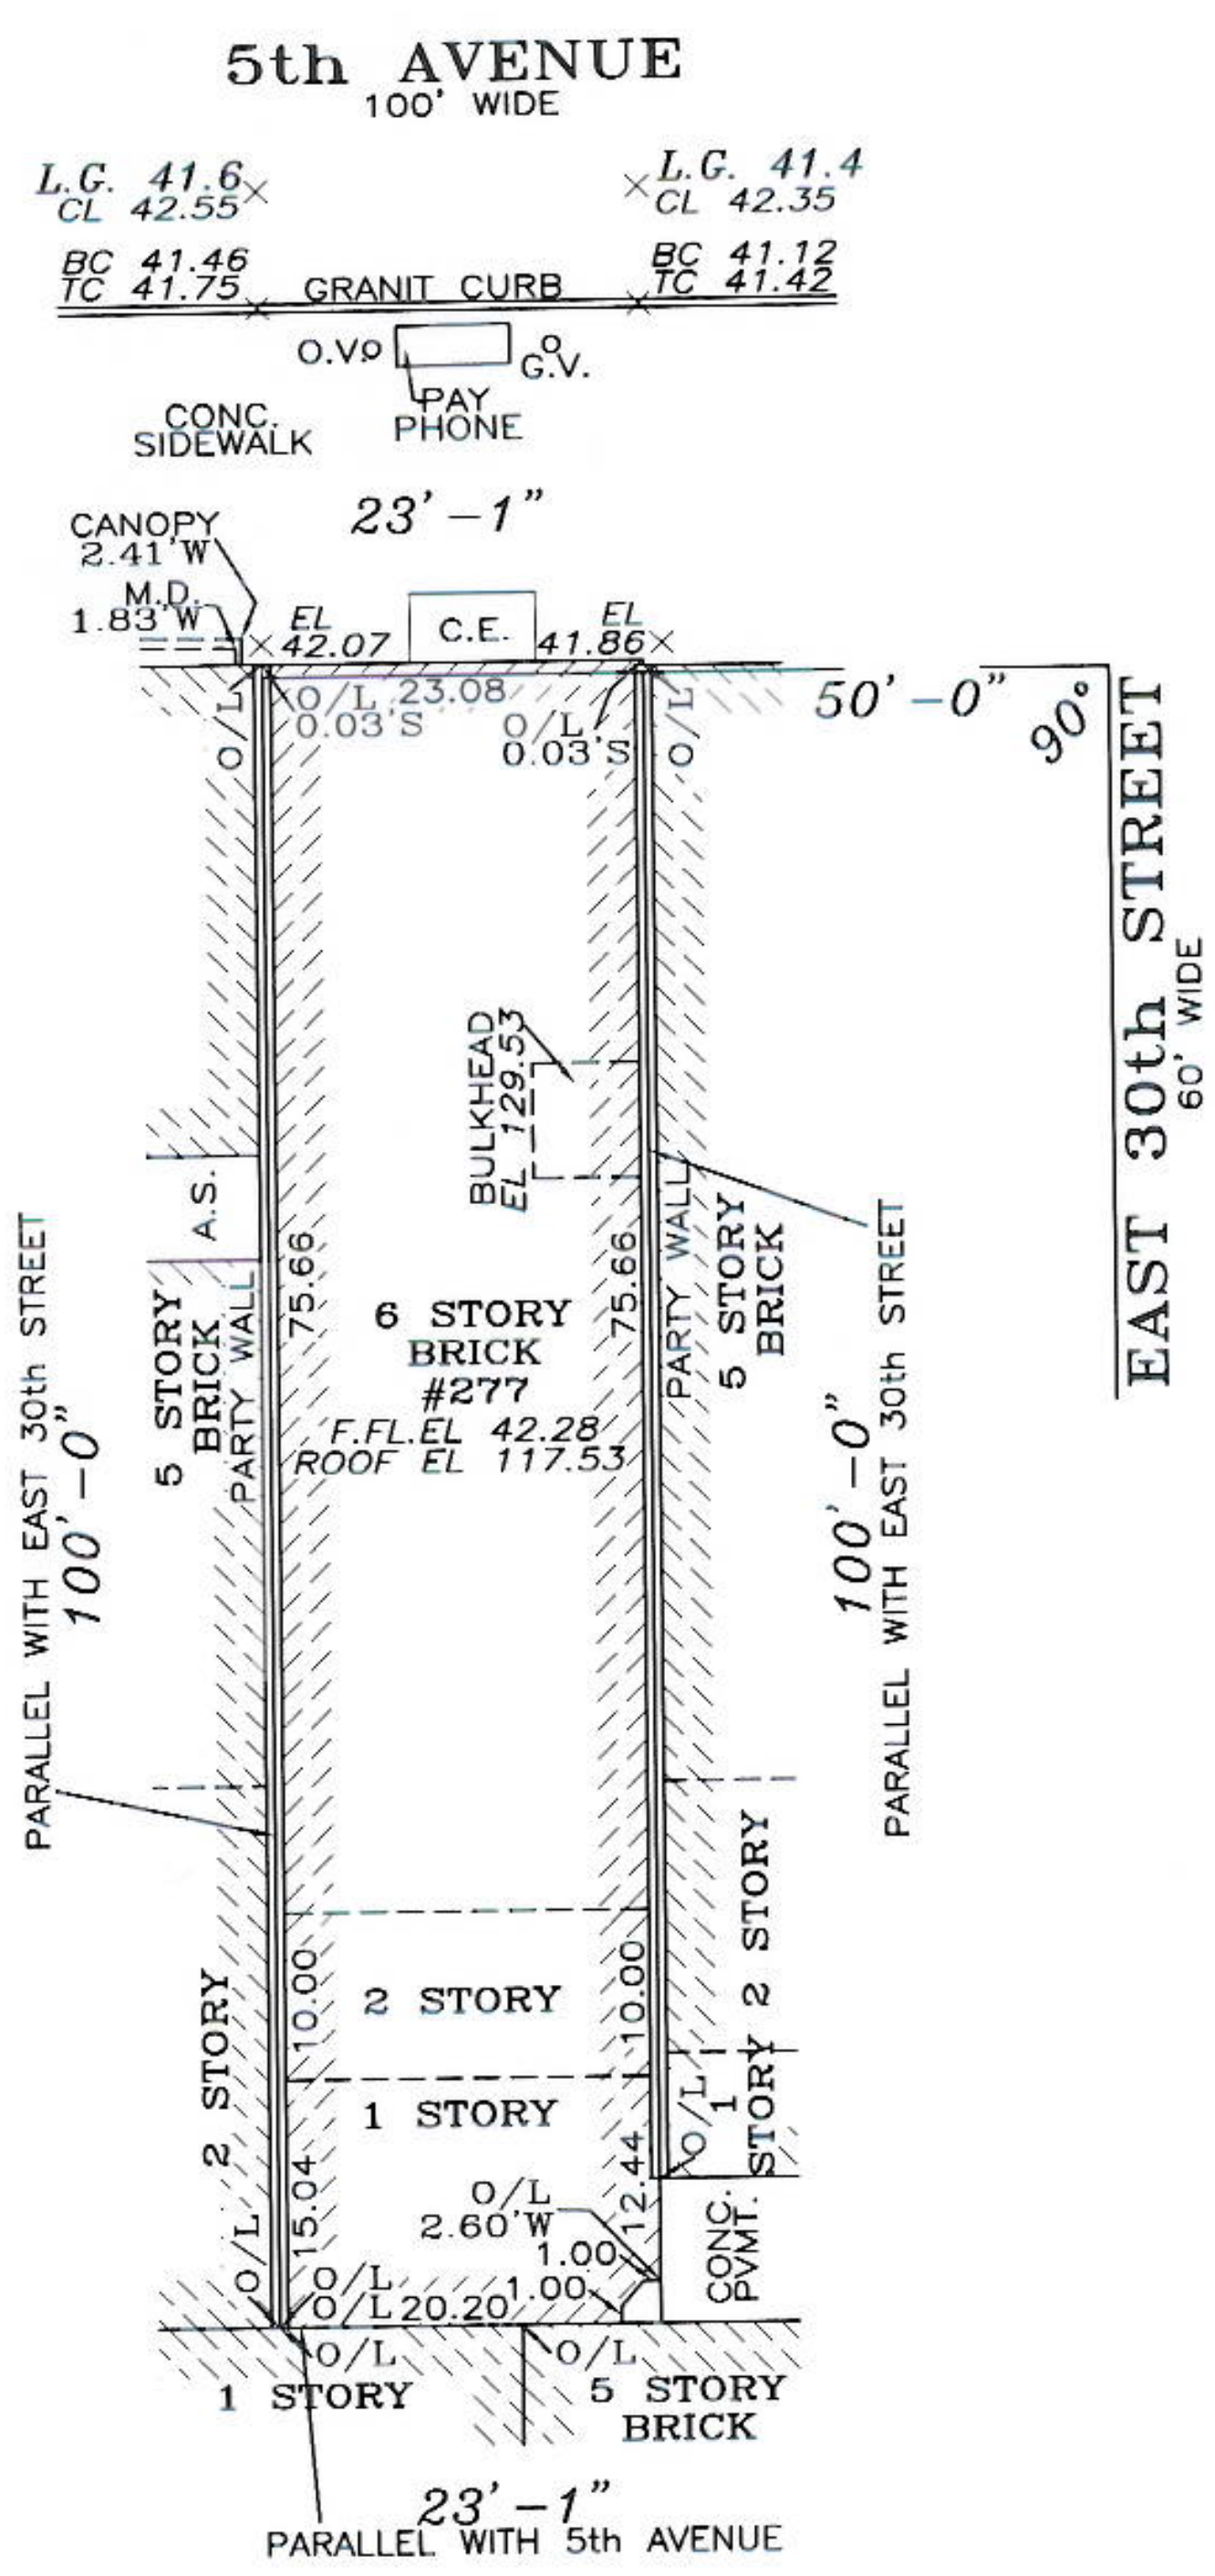 5th AVENUE
100' WIDE
L.G. 41.6
CL 42.55
L.G. 41.4
CL 42.35
BC 41.46
TC 41.75
BC 41.12
TC 41.42
GRANIT CURB
O.V.
G.V.
PAY
PHONE
CONC.
SIDEWALK
23'-1"
CANOPY
2.41'W
M.D.
1.83'W
EL
42.07
C.E.
EL
41.86
O/L
O/L 23.08
0.03'S
O/L
0.03'S
O/L
50'-0"
90°
EAST 30th STREET
60' WIDE
BULKHEAD
EL 129.53
A.S.
75.66
75.66
PARTY WALL
5 STORY
BRICK
5 STORY
BRICK
PARTY WALL
6 STORY
BRICK
#277
F.FL.EL 42.28
ROOF EL 117.53
PARALLEL WITH EAST 30th STREET
100'-0"
100'-0"
PARALLEL WITH EAST 30th STREET
2 STORY
10.00
2 STORY
10.00
2 STORY
1 STORY
O/L
1
STORY
15.04
12.44
O/L
2.60'W
1.00
1.00
CONC.
PVMT.
O/L
O/L
O/L 20.20
O/L
O/L
1 STORY
5 STORY
BRICK
23'-1"
PARALLEL WITH 5th AVENUE